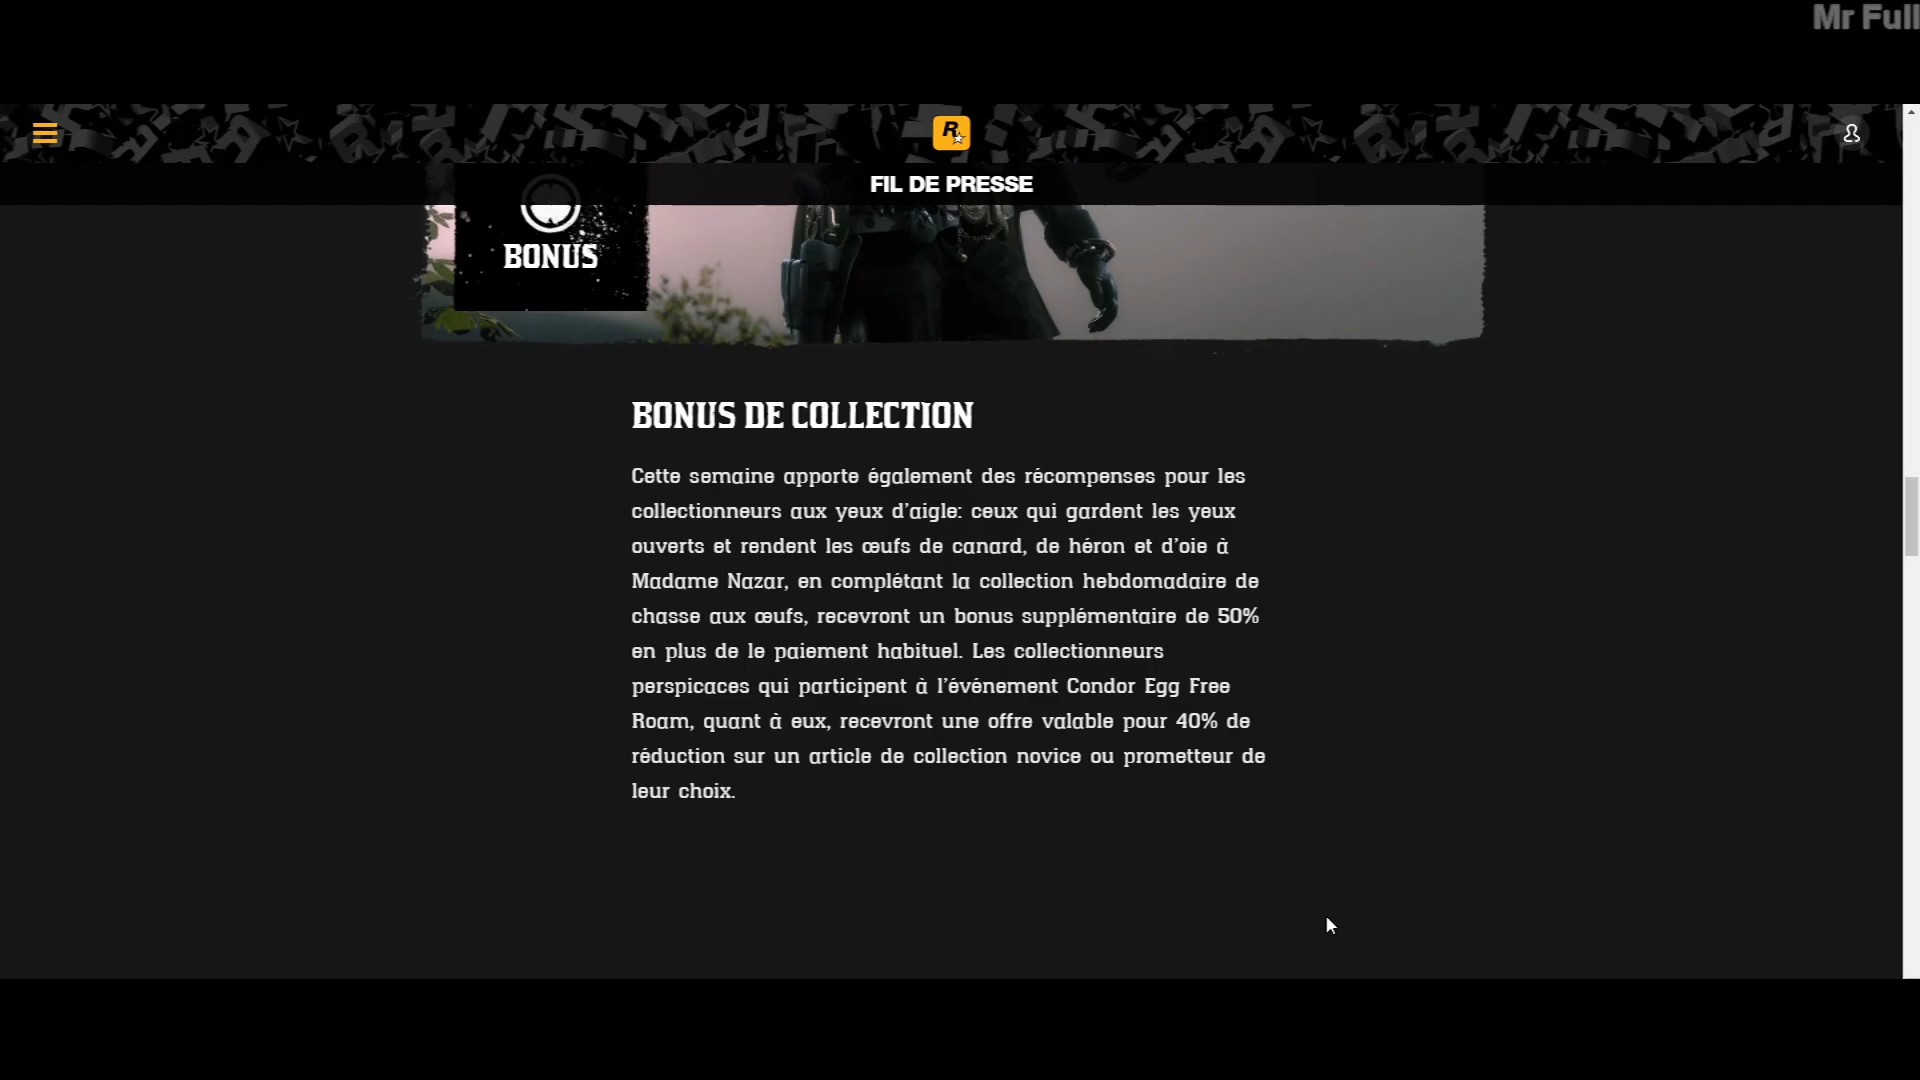 Mr Full
R
FIL DE PRESSE
BONUS
BONUS DE COLLECTION
Cette semaine apporte également des récompenses pour les
collectionneurs aux yeux d'aigle: ceux qui gardent les yeux
ouverts et rendent les œufs de canard, de héron et d'oie à
Madame Nazar, en complétant la collection hebdomadaire de
chasse aux œufs, recevront un bonus supplémentaire de 50%
en plus de le paiement habituel. Les collectionneurs
perspicaces qui participent à l'événement Condor Egg Free
Roam, quant à eux, recevront une offre valable pour 40% de
réduction sur un article de collection novice ou prometteur de
leur choix.